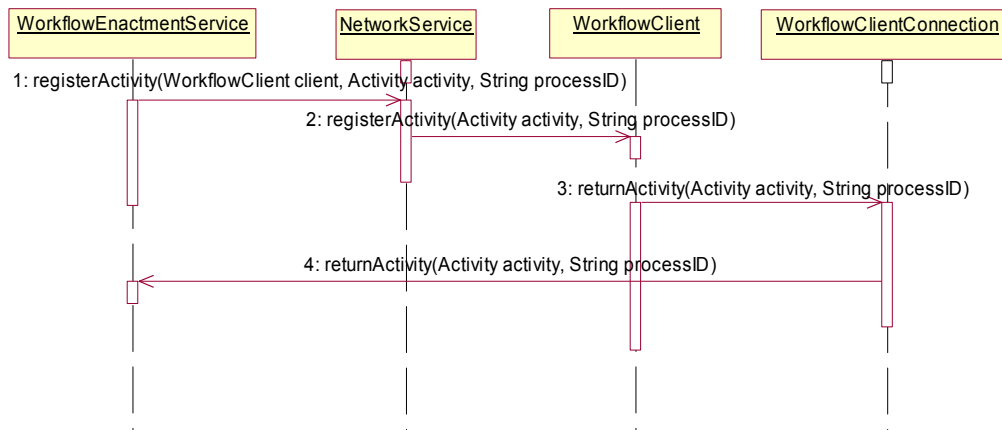 WorkflowEnactmentService
NetworkService
WorkflowClient
WorkflowClientConnection
1: registerActivity(WorkflowClient client, Activity activity, String processID)
2: registerActivity(Activity activity, String processID)
3: returnActivity(Activity activity, String processID)
4: returnActivity(Activity activity, String processID)